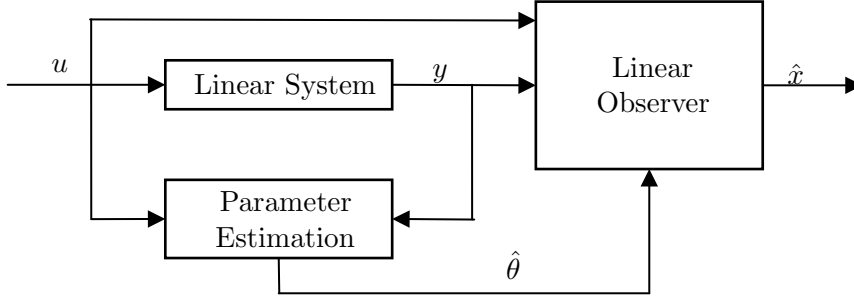 u
Linear System
y
Linear
Observer
x̂
Parameter
Estimation
θ̂